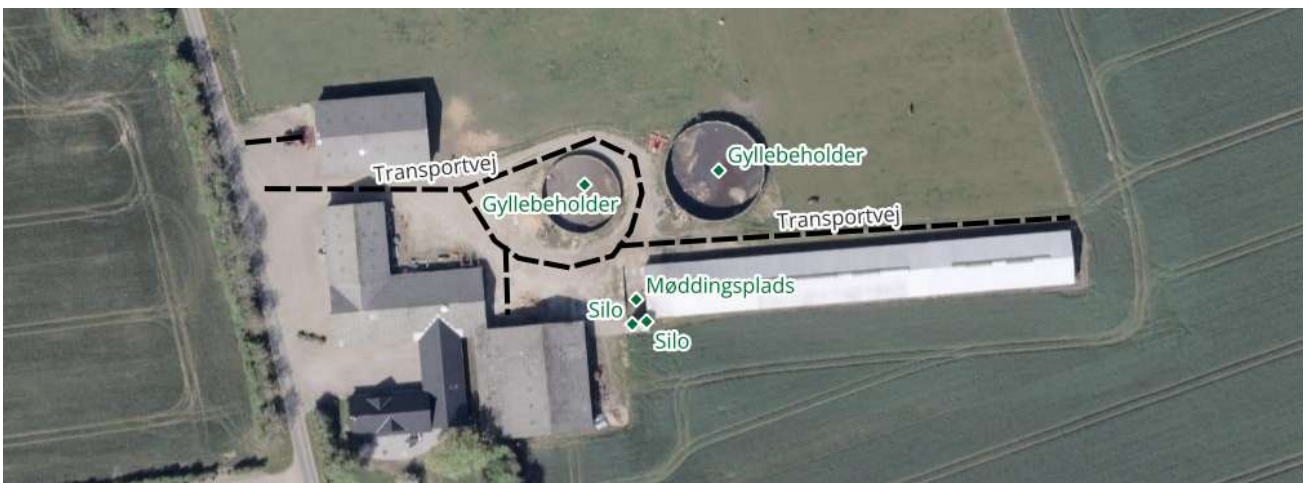 Transportvej
Gyllebeholder
Gyllebeholder
Transportvej
Møddingsplads
Silo
Silo